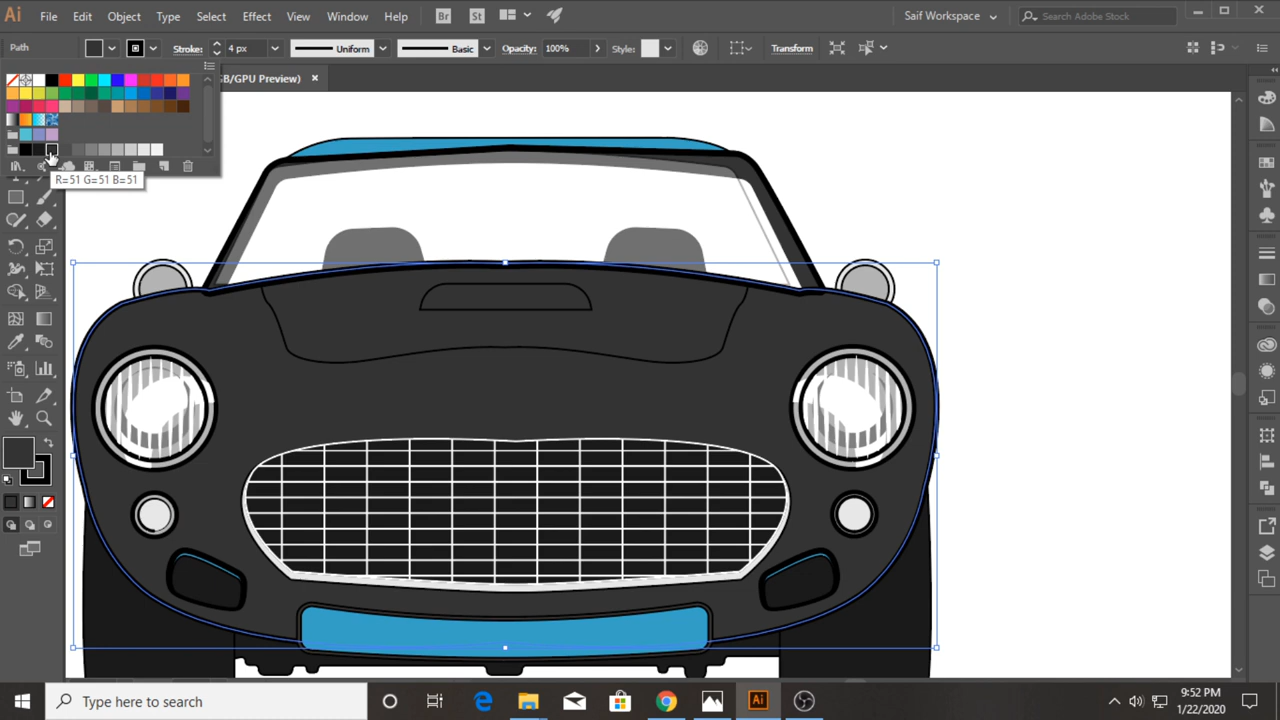 Ai File Edit Object Type Select Effect View Window Help Br St Saif Workspace Search Adobe Stock
Path Stroke: 4 px Uniform Basic Opacity: 100% Style: Transform
GB/GPU Preview) ×
R=51 G=51 B=51
Type here to search Ai 9:52 PM
1/22/2020